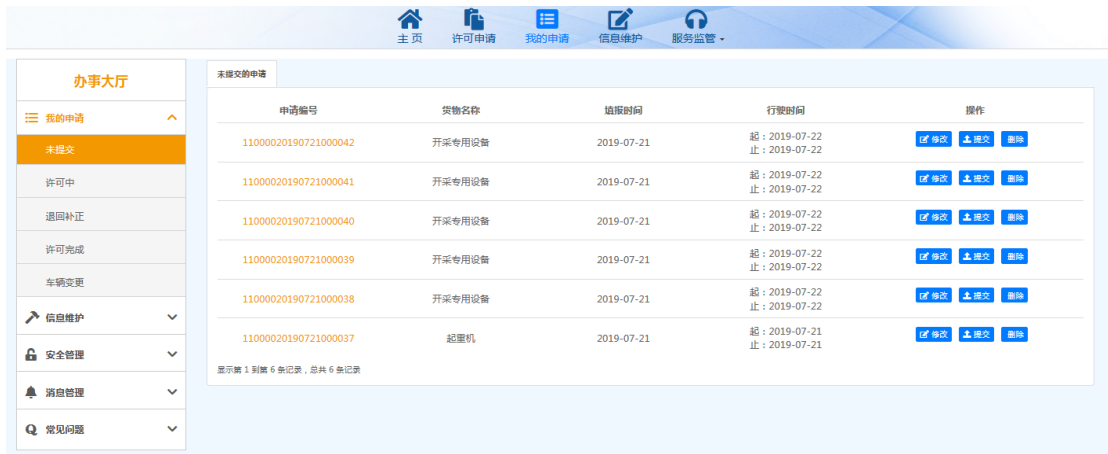 主 页 许可申请 我的申请 信息维护 服务监管
办事大厅
我的申请
未提交
许可中
退回补正
许可完成
车辆变更
信息维护
安全管理
消息管理
常见问题
未提交的申请
申请编号 货物名称 填报时间 行驶时间 操作
11000020190721000042 开采专用设备 2019-07-21 起：2019-07-22 修改 提交 删除
止：2019-07-22
11000020190721000041 开采专用设备 2019-07-21 起：2019-07-22 修改 提交 删除
止：2019-07-22
11000020190721000040 开采专用设备 2019-07-21 起：2019-07-22 修改 提交 删除
止：2019-07-22
11000020190721000039 开采专用设备 2019-07-21 起：2019-07-22 修改 提交 删除
止：2019-07-22
11000020190721000038 开采专用设备 2019-07-21 起：2019-07-22 修改 提交 删除
止：2019-07-22
11000020190721000037 起重机 2019-07-21 起：2019-07-21 修改 提交 删除
止：2019-07-21
显示第 1 到第 6 条记录，总共 6 条记录